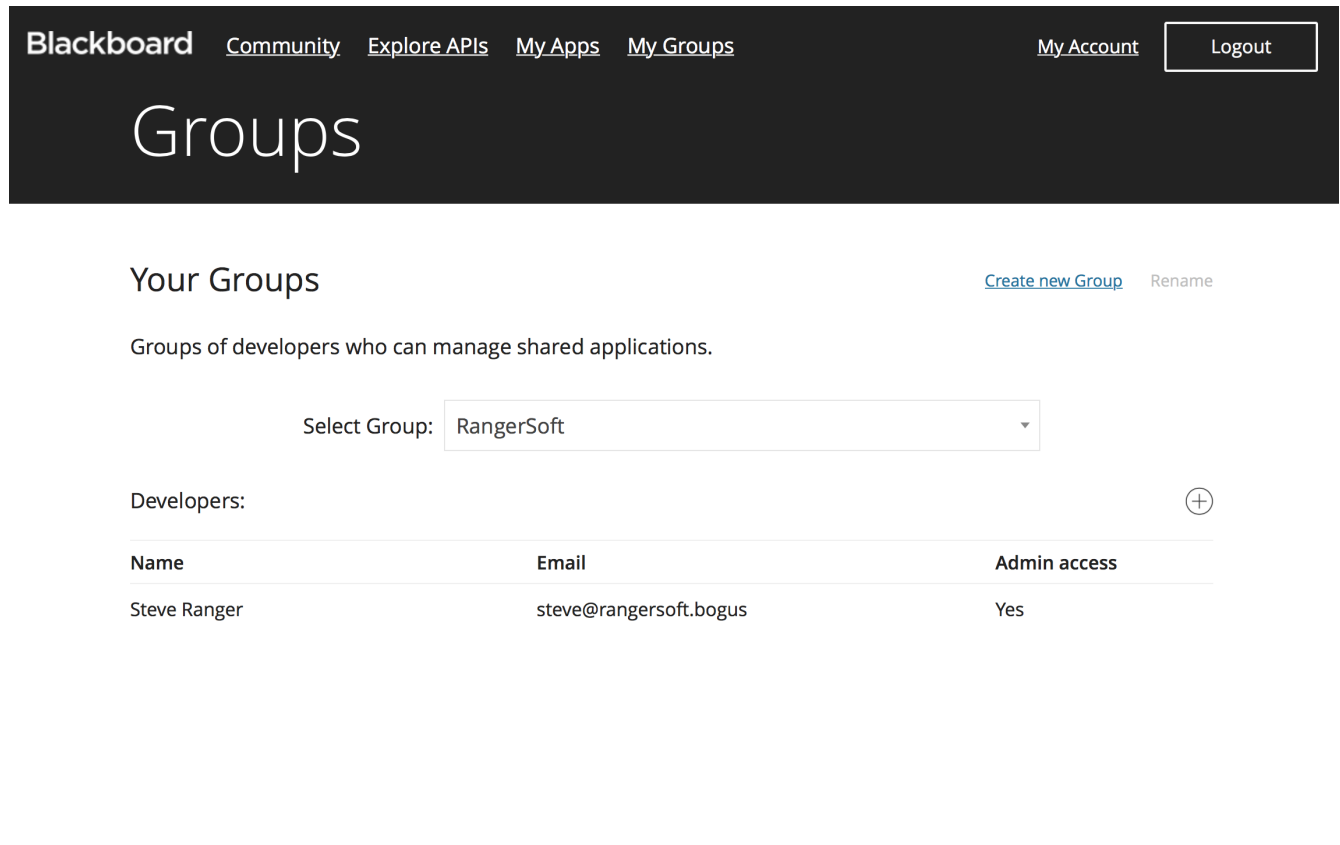 Blackboard Community Explore APIs My Apps My Groups My Account Logout
Groups
Your Groups Create new Group Rename
Groups of developers who can manage shared applications.
Select Group: RangerSoft
Developers:
Name Email Admin access
Steve Ranger steve@rangersoft.bogus Yes